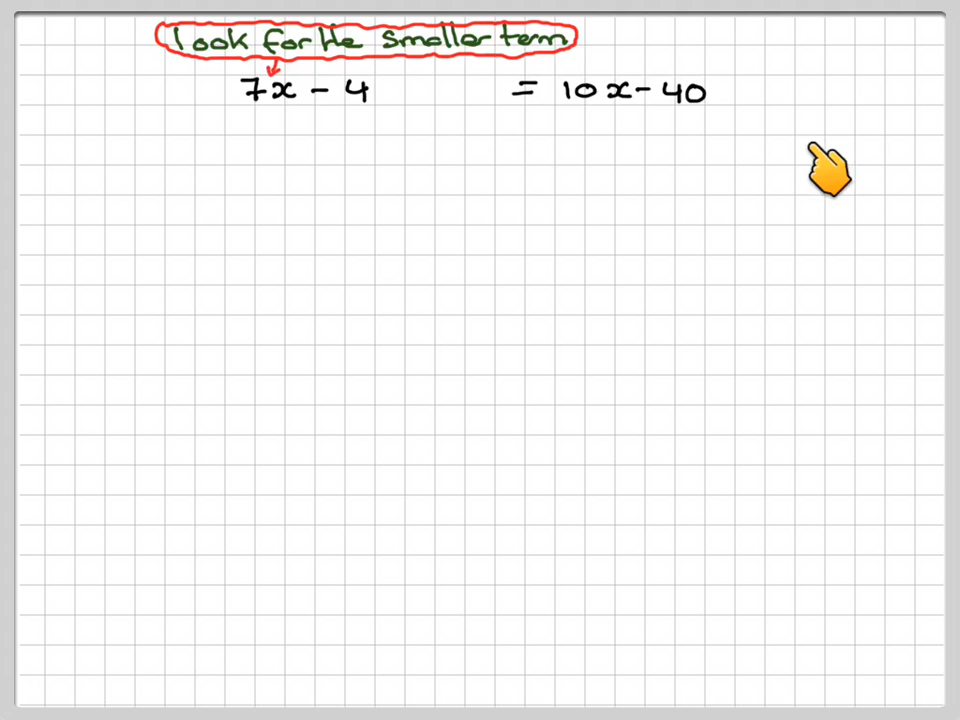 look for the smaller term
7x - 4 = 10x - 40